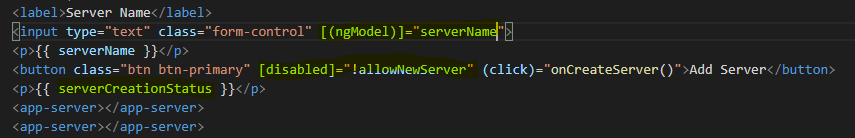 <label>Server Name</label>
<input type="text" class="form-control" [(ngModel)]="serverName">
<p>{{ serverName }}</p>
<button class="btn btn-primary" [disabled]="!allowNewServer" (click)="onCreateServer()">Add Server</button>
<p>{{ serverCreationStatus }}</p>
<app-server></app-server>
<app-server></app-server>